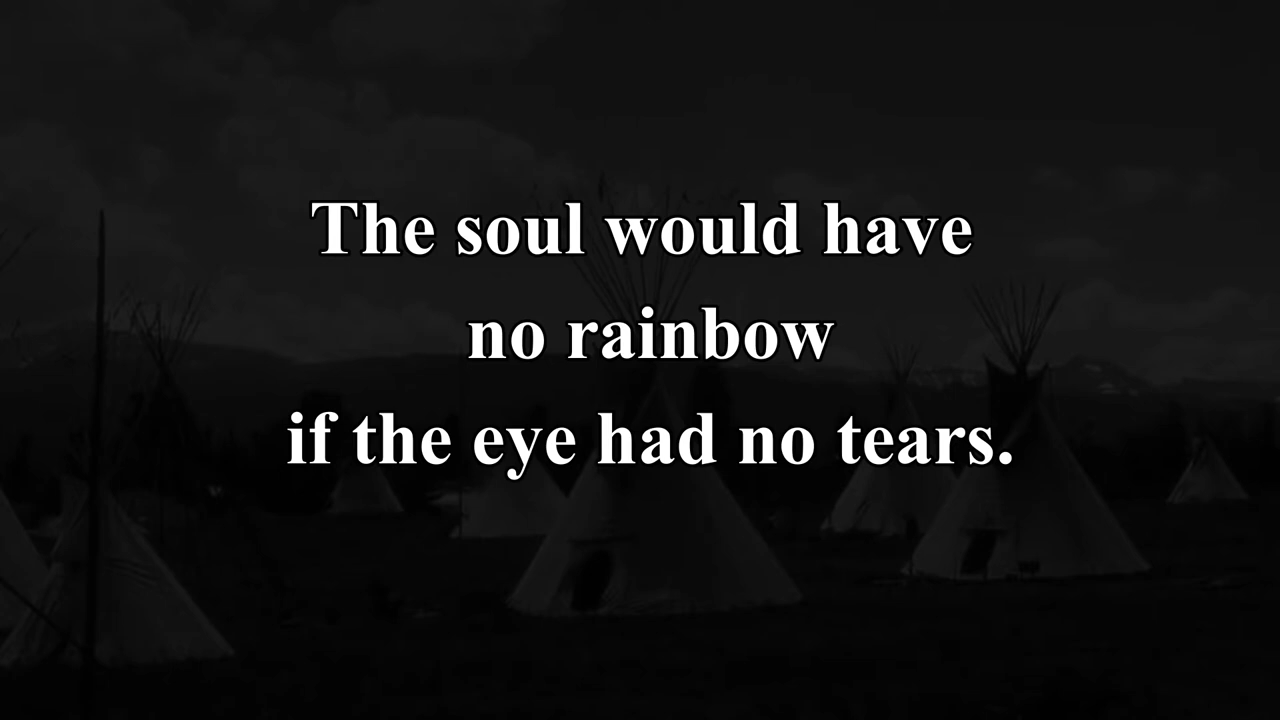 The soul would have
no rainbow
if the eye had no tears.